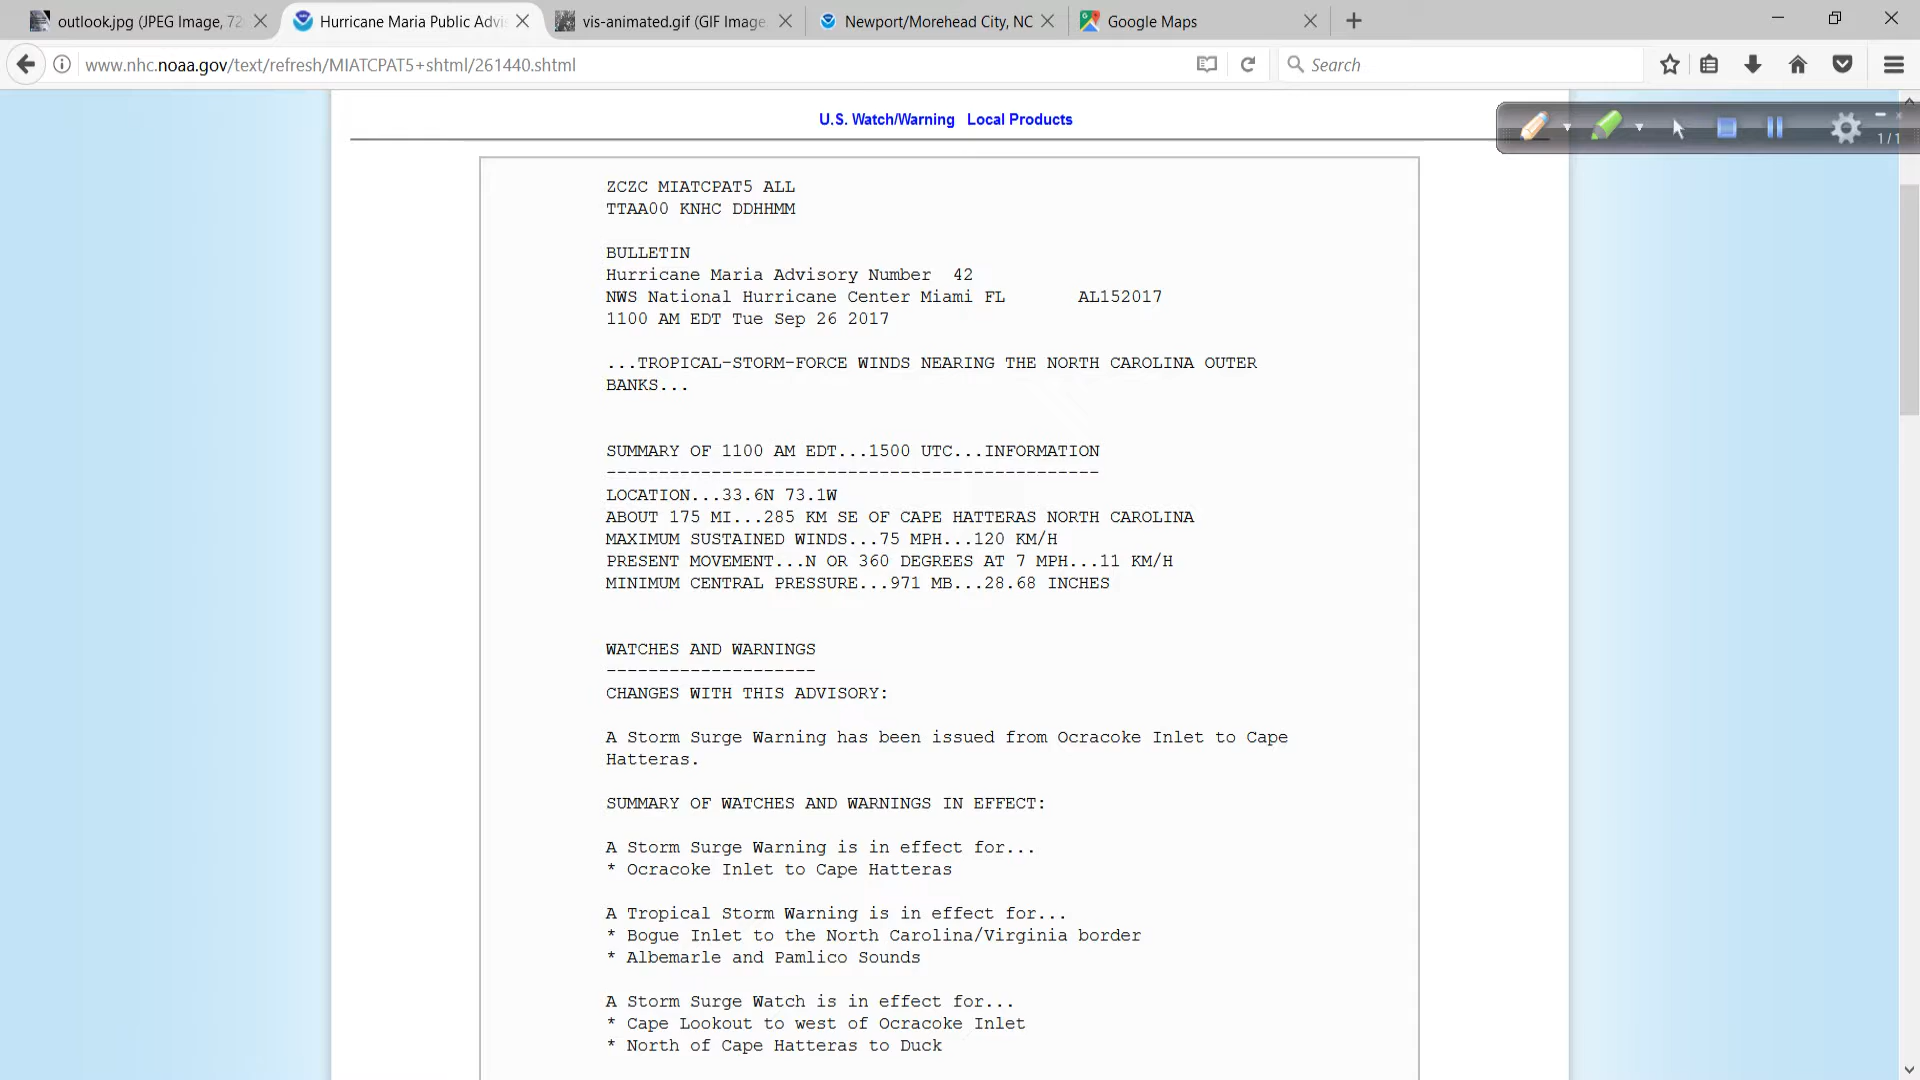 outlook.jpg (JPEG Image, 72
Hurricane Maria Public Advi
vis-animated.gif (GIF Image
Newport/Morehead City, NC
Google Maps
www.nhc.noaa.gov/text/refresh/MIATCPAT5+shtml/261440.shtml
Search
U.S. Watch/Warning Local Products
1/1
ZCZC MIATCPAT5 ALL
TTAA00 KNHC DDHHMM
BULLETIN
Hurricane Maria Advisory Number 42
NWS National Hurricane Center Miami FL AL152017
1100 AM EDT Tue Sep 26 2017
...TROPICAL-STORM-FORCE WINDS NEARING THE NORTH CAROLINA OUTER
BANKS...
SUMMARY OF 1100 AM EDT...1500 UTC...INFORMATION
-----------------------------------------------
LOCATION...33.6N 73.1W
ABOUT 175 MI...285 KM SE OF CAPE HATTERAS NORTH CAROLINA
MAXIMUM SUSTAINED WINDS...75 MPH...120 KM/H
PRESENT MOVEMENT...N OR 360 DEGREES AT 7 MPH...11 KM/H
MINIMUM CENTRAL PRESSURE...971 MB...28.68 INCHES
WATCHES AND WARNINGS
--------------------
CHANGES WITH THIS ADVISORY:
A Storm Surge Warning has been issued from Ocracoke Inlet to Cape
Hatteras.
SUMMARY OF WATCHES AND WARNINGS IN EFFECT:
A Storm Surge Warning is in effect for...
* Ocracoke Inlet to Cape Hatteras
A Tropical Storm Warning is in effect for...
* Bogue Inlet to the North Carolina/Virginia border
* Albemarle and Pamlico Sounds
A Storm Surge Watch is in effect for...
* Cape Lookout to west of Ocracoke Inlet
* North of Cape Hatteras to Duck